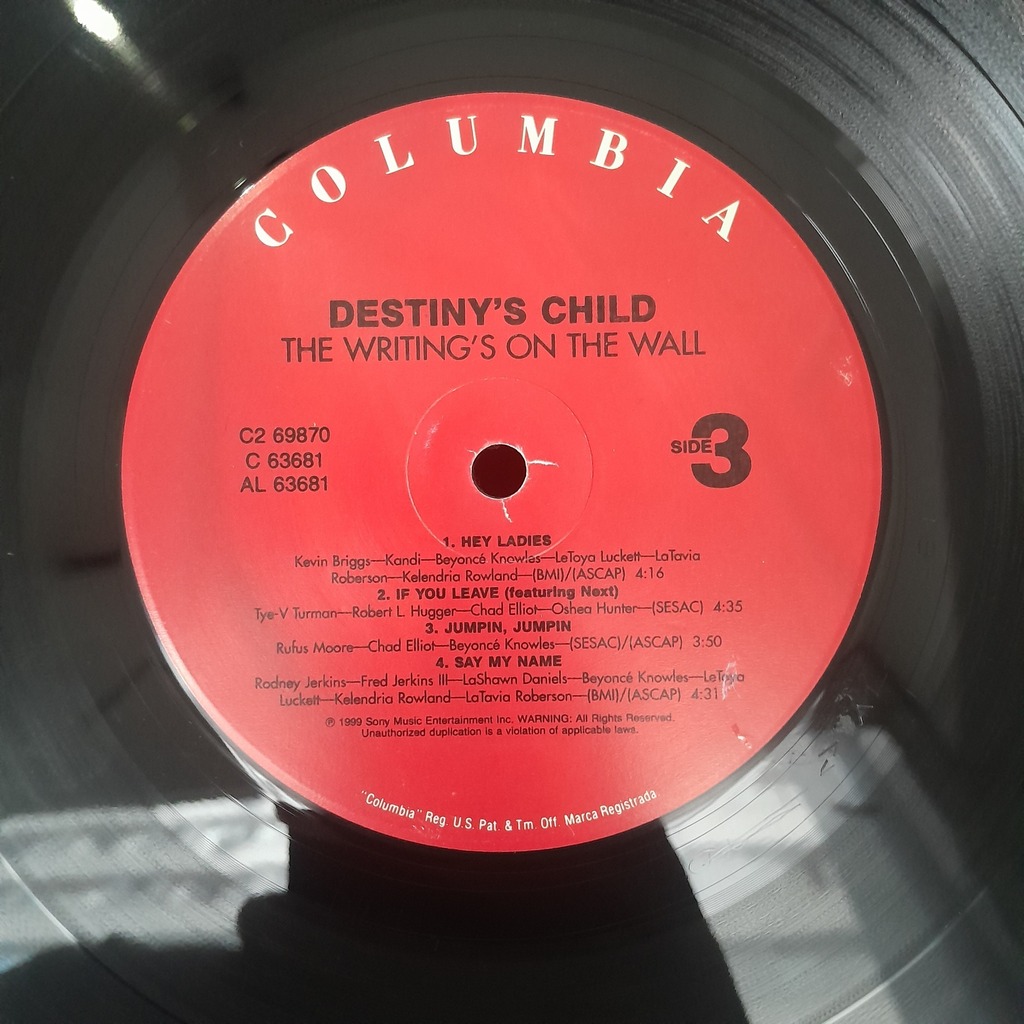 COLUMBIA
DESTINY'S CHILD
THE WRITING'S ON THE WALL
C2 69870
C 63681
AL 63681
SIDE 3
1. HEY LADIES
Kevin Briggs—Kandi—Beyoncé Knowles—LeToya Luckett—LaTavia
Roberson—Kelendria Rowland—(BMI)/(ASCAP) 4:16
2. IF YOU LEAVE (featuring Next)
Tye-V Turman—Robert L. Hugger—Chad Elliot—Oshea Hunter—(SESAC) 4:35
3. JUMPIN, JUMPIN
Rufus Moore—Chad Elliot—Beyoncé Knowles—(SESAC)/(ASCAP) 3:50
4. SAY MY NAME
Rodney Jerkins—Fred Jerkins III—LaShawn Daniels—Beyoncé Knowles—LeToya
Luckett—Kelendria Rowland—LaTavia Roberson—(BMI)/(ASCAP) 4:31
℗ 1999 Sony Music Entertainment Inc. WARNING: All Rights Reserved.
Unauthorized duplication is a violation of applicable laws.
"Columbia" Reg. U.S. Pat. & Tm. Off. Marca Registrada.